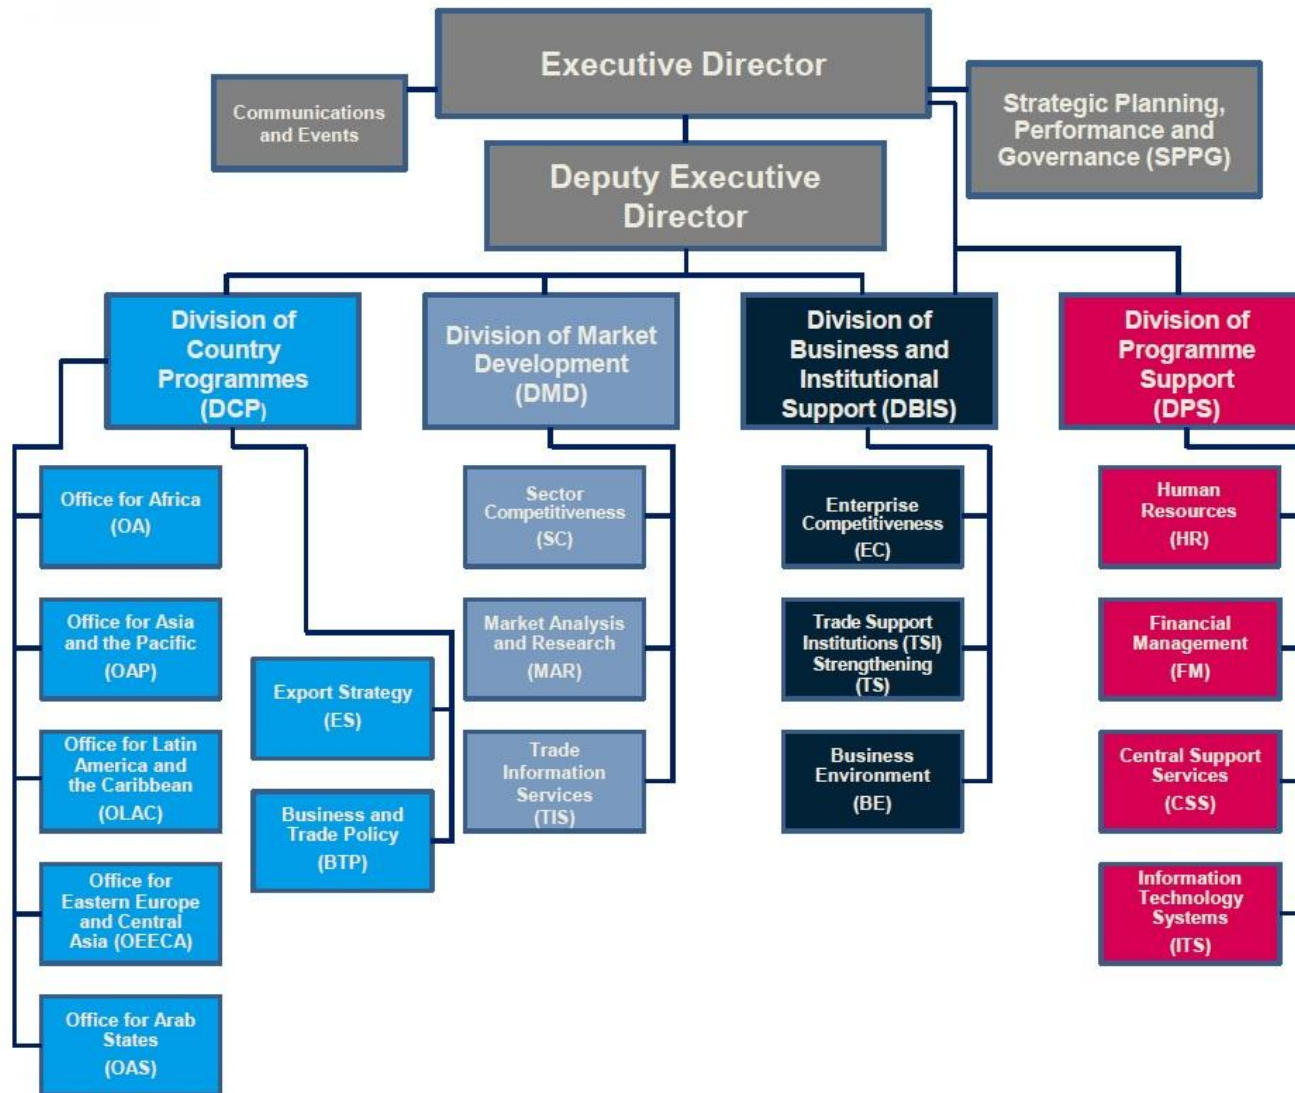 Executive Director
Communications
and Events
Strategic Planning,
Performance and
Governance (SPPG)
Deputy Executive
Director
Division of
Country
Programmes
(DCP)
Division of Market
Development
(DMD)
Division of
Business and
Institutional
Support (DBIS)
Division of
Programme
Support
(DPS)
Office for Africa
(OA)
Office for Asia
and the Pacific
(OAP)
Office for Latin
America and
the Caribbean
(OLAC)
Office for
Eastern Europe
and Central
Asia (OEECA)
Office for Arab
States
(OAS)
Export Strategy
(ES)
Business and
Trade Policy
(BTP)
Sector
Competitiveness
(SC)
Market Analysis
and Research
(MAR)
Trade
Information
Services
(TIS)
Enterprise
Competitiveness
(EC)
Trade Support
Institutions (TSI)
Strengthening
(TS)
Business
Environment
(BE)
Human
Resources
(HR)
Financial
Management
(FM)
Central Support
Services
(CSS)
Information
Technology
Systems
(ITS)